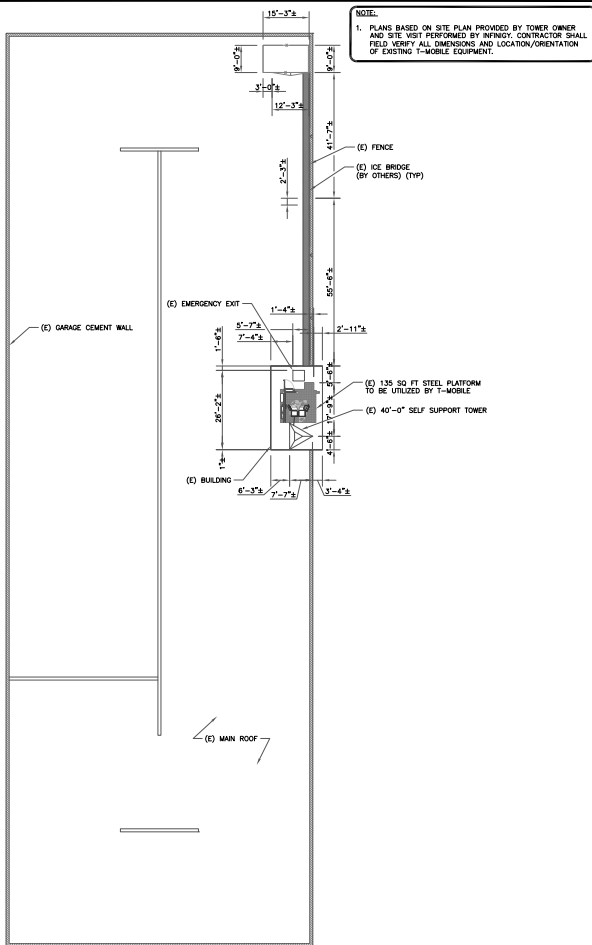 15'-3"±
NOTE:
1. PLANS BASED ON SITE PLAN PROVIDED BY TOWER OWNER
AND SITE VISIT PERFORMED BY INFINIGY. CONTRACTOR SHALL
FIELD VERIFY ALL DIMENSIONS AND LOCATION/ORIENTATION
OF EXISTING T-MOBILE EQUIPMENT.
9'-0"±
9'-0"±
3'-0"±
12'-3"±
41'-7"±
(E) FENCE
(E) ICE BRIDGE
(BY OTHERS) (TYP)
2'-3"±
55'-6"±
(E) EMERGENCY EXIT
1'-4"±
(E) GARAGE CEMENT WALL
5'-7"±
2'-11"±
7'-4"±
1'-6"±
5'-6"±
(E) 135 SQ FT STEEL PLATFORM
TO BE UTILIZED BY T-MOBILE
26'-2"±
17'-9"±
(E) 40'-0" SELF SUPPORT TOWER
4'-6"±
1"±
(E) BUILDING
6'-3"±
7'-7"±
3'-4"±
(E) MAIN ROOF